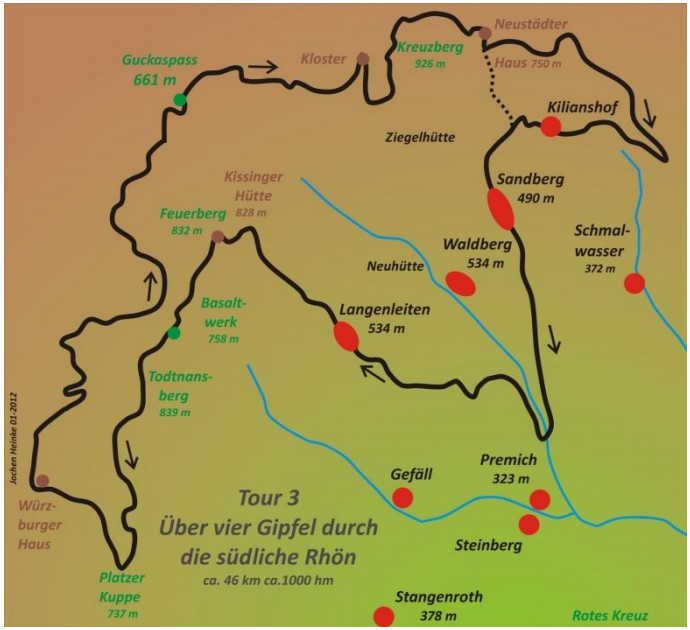 Neustädter
Haus 750 m
Kloster
Kreuzberg
926 m
Guckaspass
661 m
Kilianshof
Ziegelhütte
Kissinger
Hütte
828 m
Sandberg
490 m
Feuerberg
832 m
Waldberg
534 m
Schmal-
wasser
372 m
Neuhütte
Basalt-
werk
758 m
Langenleiten
534 m
Todtnans-
berg
839 m
Jochen Heinke 01-2012
Gefäll
Premich
323 m
Würz-
burger
Haus
Tour 3
Über vier Gipfel durch
die südliche Rhön
ca. 46 km ca.1000 hm
Steinberg
Platzer
Kuppe
737 m
Stangenroth
378 m
Rotes Kreuz